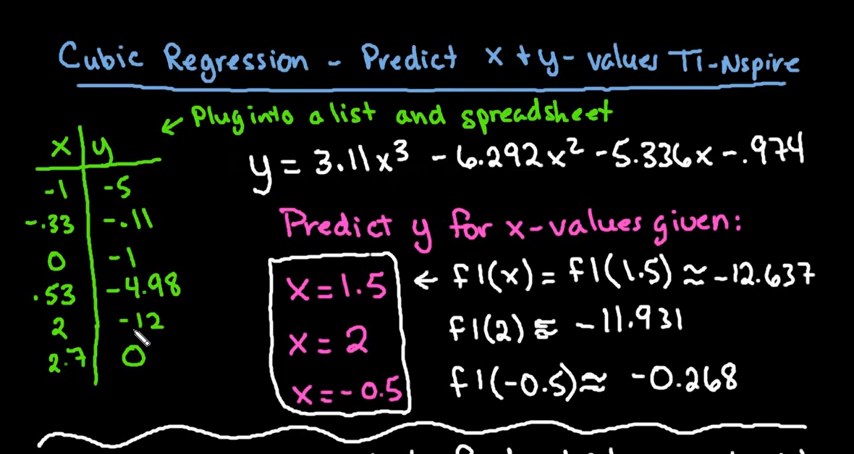 Cubic Regression - Predict x + y-values TI-Nspire
← Plug into a list and spreadsheet
x y
-1 -5
-.33 -.11
0 -1
.53 -4.98
2 -12
2.7 0
y = 3.11x³ - 6.292x² - 5.336x - .974
Predict y for x-values given:
x = 1.5 ← f1(x) = f1(1.5) ≈ -12.637
x = 2 f1(2) ≈ -11.931
x = -0.5 f1(-0.5) ≈ -0.268